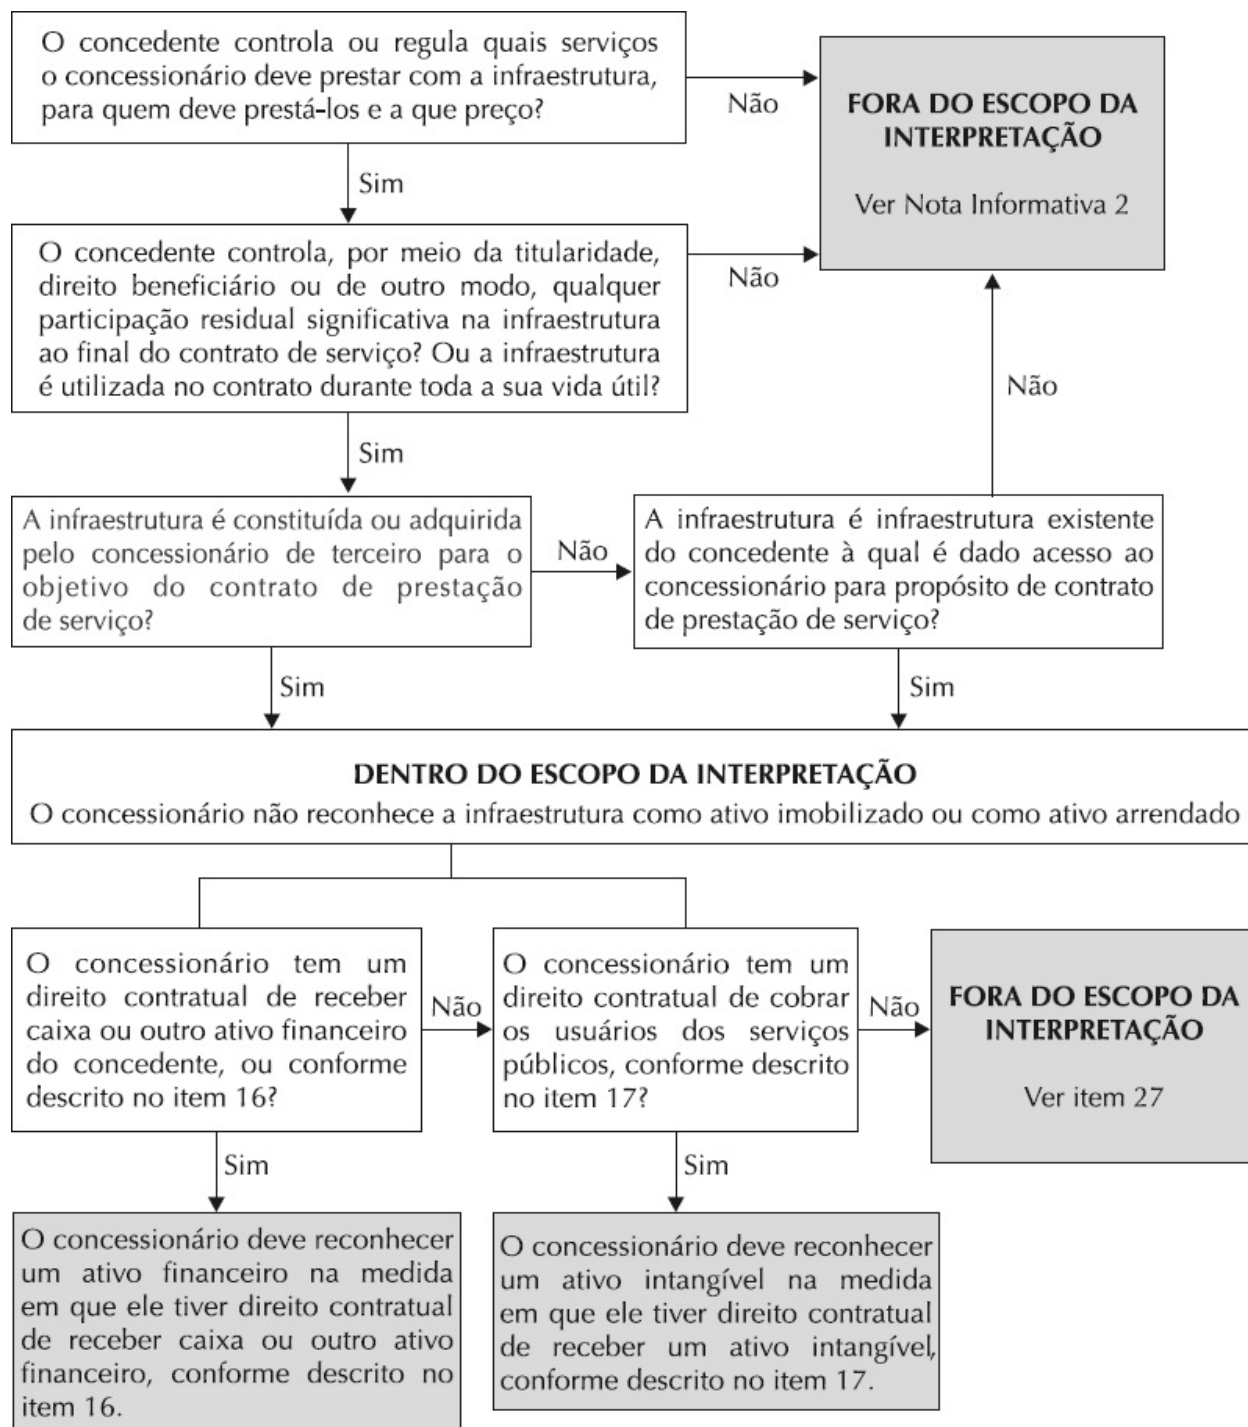 O concedente controla ou regula quais serviços
o concessionário deve prestar com a infraestrutura,
para quem deve prestá-los e a que preço?
Não
FORA DO ESCOPO DA
INTERPRETAÇÃO
Ver Nota Informativa 2
Sim
O concedente controla, por meio da titularidade,
direito beneficiário ou de outro modo, qualquer
participação residual significativa na infraestrutura
ao final do contrato de serviço? Ou a infraestrutura
é utilizada no contrato durante toda a sua vida útil?
Não
Não
Sim
A infraestrutura é constituída ou adquirida
pelo concessionário de terceiro para o
objetivo do contrato de prestação
de serviço?
Não
A infraestrutura é infraestrutura existente
do concedente à qual é dado acesso ao
concessionário para propósito de contrato
de prestação de serviço?
Sim
Sim
DENTRO DO ESCOPO DA INTERPRETAÇÃO
O concessionário não reconhece a infraestrutura como ativo imobilizado ou como ativo arrendado
O concessionário tem um
direito contratual de receber
caixa ou outro ativo financeiro
do concedente, ou conforme
descrito no item 16?
Não
O concessionário tem um
direito contratual de cobrar
os usuários dos serviços
públicos, conforme descrito
no item 17?
Não
FORA DO ESCOPO DA
INTERPRETAÇÃO
Ver item 27
Sim
Sim
O concessionário deve reconhecer
um ativo financeiro na medida
em que ele tiver direito contratual
de receber caixa ou outro ativo
financeiro, conforme descrito no
item 16.
O concessionário deve reconhecer
um ativo intangível na medida
em que ele tiver direito contratual
de receber um ativo intangível,
conforme descrito no item 17.